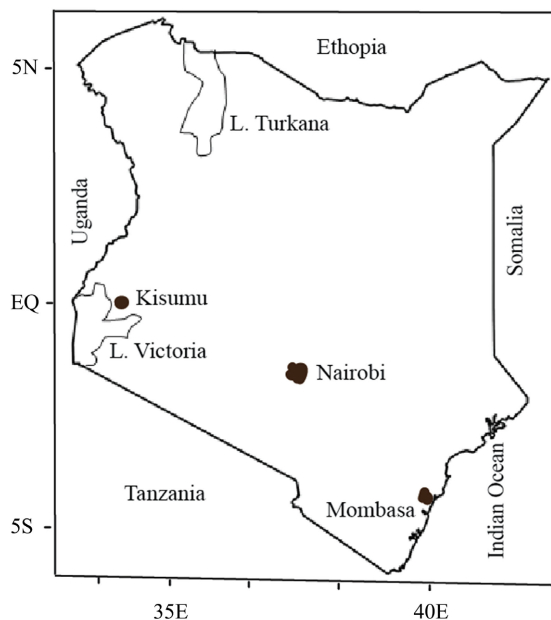 Ethopia
5N
L. Turkana
Uganda
Somalia
EQ
Kisumu
L. Victoria
Nairobi
Tanzania
Mombasa
Indian Ocean
5S
35E
40E